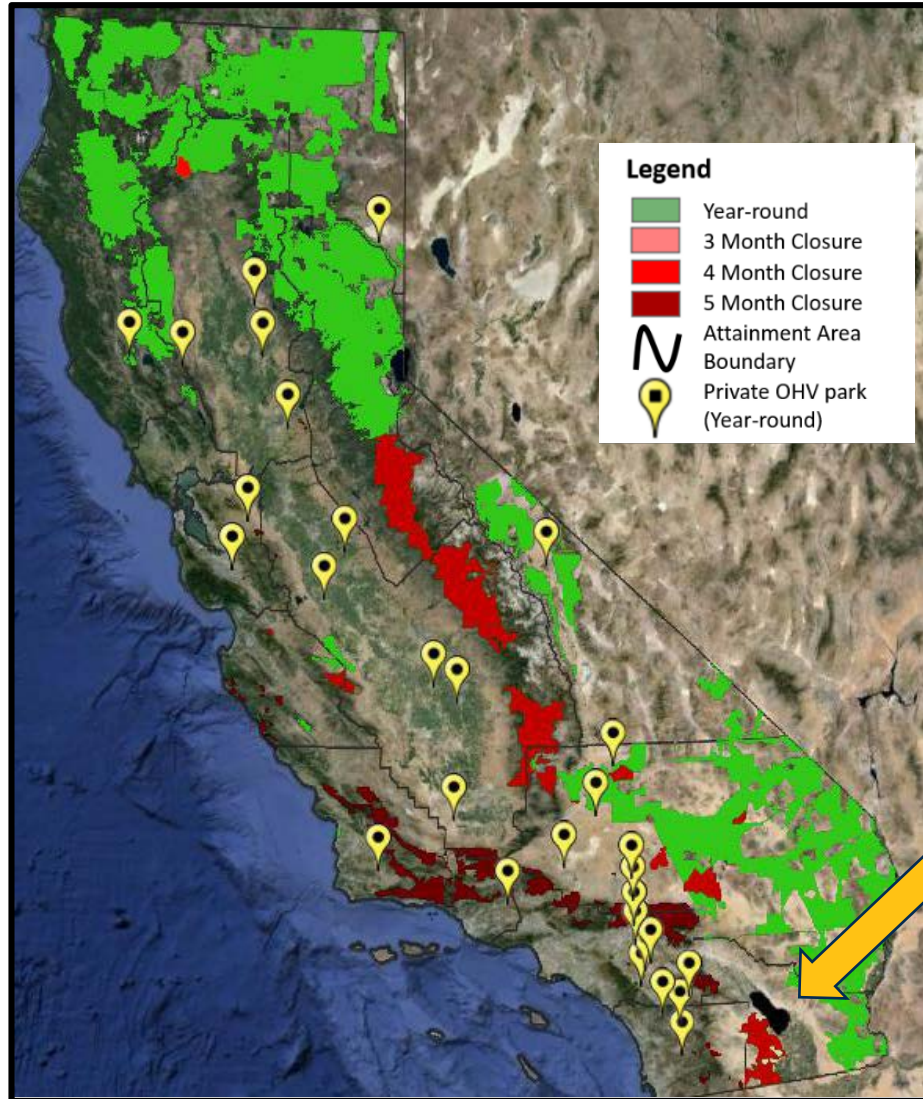 Legend
Year-round
3 Month Closure
4 Month Closure
5 Month Closure
Attainment Area
Boundary
Private OHV park
(Year-round)